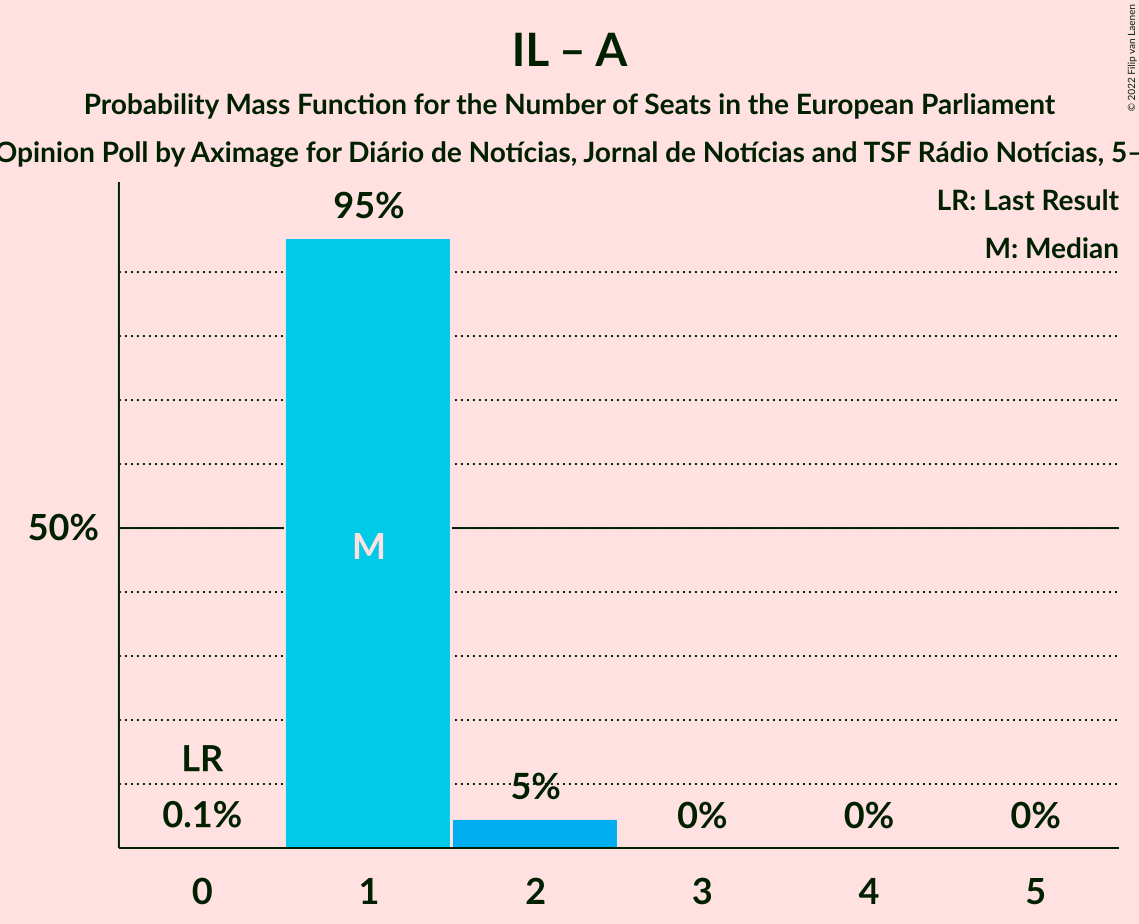 IL – A
Probability Mass Function for the Number of Seats in the European Parliament
Opinion Poll by Aximage for Diário de Notícias, Jornal de Notícias and TSF Rádio Notícias, 5–
© 2022 Filip van Laenen
LR: Last Result
M: Median
95%
50%
M
LR
0.1%
5%
0%
0%
0%
0
1
2
3
4
5